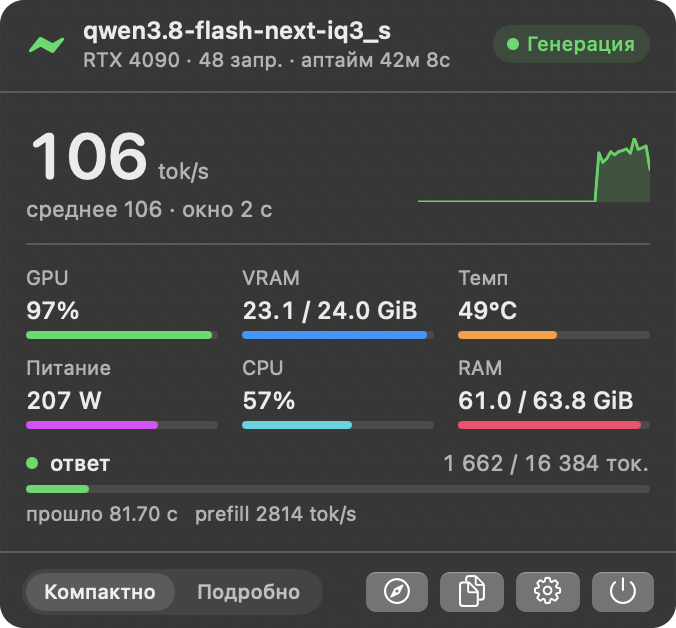 qwen3.8-flash-next-iq3_s
RTX 4090 · 48 запр. · аптайм 42м 8с
Генерация
106 tok/s
среднее 106 · окно 2 с
GPU
97%
VRAM
23.1 / 24.0 GiB
Темп
49°C
Питание
207 W
CPU
57%
RAM
61.0 / 63.8 GiB
ответ
1 662 / 16 384 ток.
прошло 81.70 с prefill 2814 tok/s
Компактно
Подробно